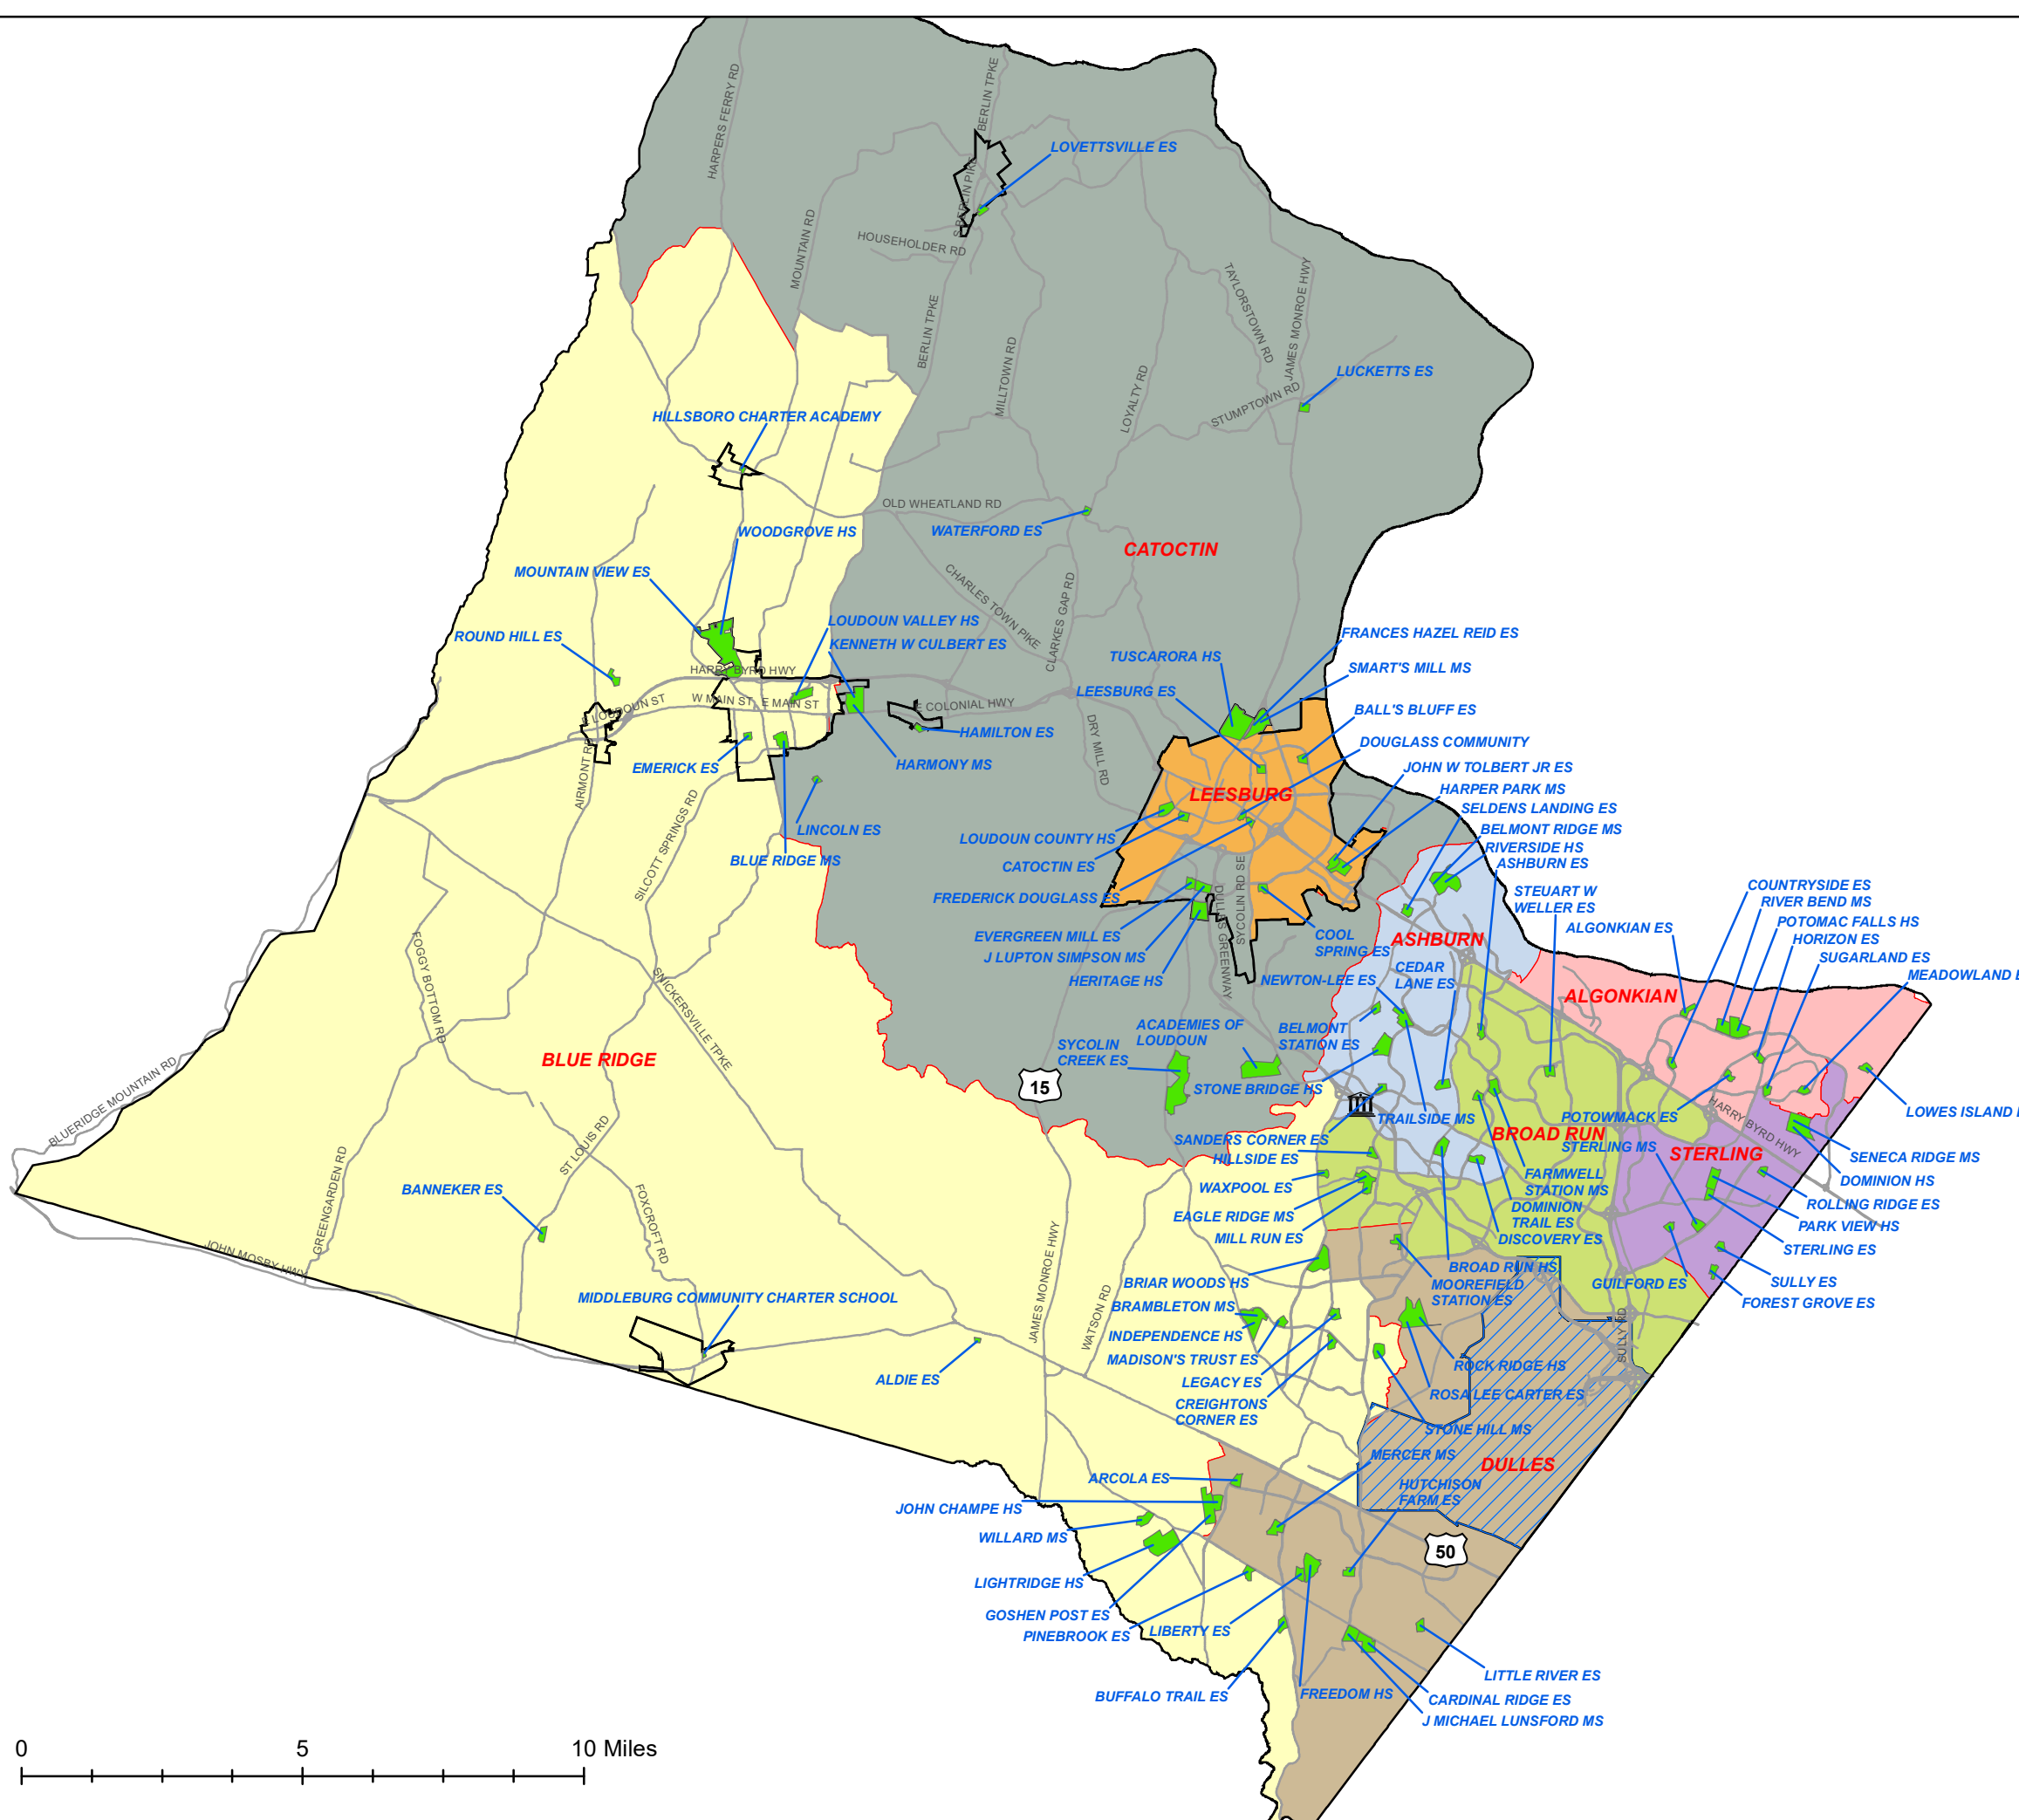 HARPERS FERRY RD
BERLIN TPKE
LOVETTSVILLE ES
S BERLIN PIKE
MOUNTAIN RD
HOUSEHOLDER RD
TAYLORSTOWN RD
JAMES MONROE HWY
BERLIN TPKE
MILLTOWN RD
LOYALTY RD
STUMPTOWN RD
LUCKETTS ES
HILLSBORO CHARTER ACADEMY
OLD WHEATLAND RD
WATERFORD ES
CATOCTIN
WOODGROVE HS
MOUNTAIN VIEW ES
CHARLES TOWN PIKE
CLARKES GAP RD
LOUDOUN VALLEY HS
KENNETH W CULBERT ES
ROUND HILL ES
FRANCES HAZEL REID ES
TUSCARORA HS
SMART'S MILL MS
HARRY BYRD HWY
W MAIN ST
E MAIN ST
E LOUDOUN ST
E COLONIAL HWY
LEESBURG ES
BALL'S BLUFF ES
HAMILTON ES
DRY MILL RD
DOUGLASS COMMUNITY
EMERICK ES
HARMONY MS
JOHN W TOLBERT JR ES
AIRMONT RD
LEESBURG
HARPER PARK MS
SELDENS LANDING ES
LINCOLN ES
BELMONT RIDGE MS
LOUDOUN COUNTY HS
RIVERSIDE HS
BLUE RIDGE MS
CATOCTIN ES
ASHBURN ES
SILCOTT SPRINGS RD
FREDERICK DOUGLASS ES
SYCOLIN RD SE
DULLES GREENWAY
STEUART W
WELLER ES
COUNTRYSIDE ES
RIVER BEND MS
ALGONKIAN ES
POTOMAC FALLS HS
EVERGREEN MILL ES
COOL
SPRING ES
ASHBURN
HORIZON ES
J LUPTON SIMPSON MS
SUGARLAND ES
HERITAGE HS
NEWTON-LEE ES
CEDAR
LANE ES
MEADOWLAND E
FOGGY BOTTOM RD
SNICKERSVILLE TPKE
ALGONKIAN
ACADEMIES OF
LOUDOUN
BELMONT
STATION ES
SYCOLIN
CREEK ES
BLUE RIDGE
15
STONE BRIDGE HS
BLUERIDGE MOUNTAIN RD
TRAILSIDE MS
POTOWMACK ES
HARRY BYRD HWY
LOWES ISLAND
SANDERS CORNER ES
BROAD RUN
STERLING MS
STERLING
HILLSIDE ES
SENECA RIDGE MS
ST LOUIS RD
WAXPOOL ES
FARMWELL
STATION MS
DOMINION HS
BANNEKER ES
GREENGARDEN RD
FOXCROFT RD
EAGLE RIDGE MS
DOMINION
TRAIL ES
ROLLING RIDGE ES
MILL RUN ES
DISCOVERY ES
PARK VIEW HS
STERLING ES
JOHN MOSBY HWY
JAMES MONROE HWY
BROAD RUN HS
BRIAR WOODS HS
MOOREFIELD
STATION ES
GUILFORD ES
SULLY ES
MIDDLEBURG COMMUNITY CHARTER SCHOOL
WATSON RD
BRAMBLETON MS
FOREST GROVE ES
INDEPENDENCE HS
SULLY RD
MADISON'S TRUST ES
ROCK RIDGE HS
ALDIE ES
LEGACY ES
ROSA LEE CARTER ES
CREIGHTONS
CORNER ES
STONE HILL MS
MERCER MS
DULLES
ARCOLA ES
HUTCHISON
FARM ES
JOHN CHAMPE HS
WILLARD MS
50
LIGHTRIDGE HS
GOSHEN POST ES
PINEBROOK ES
LIBERTY ES
LITTLE RIVER ES
BUFFALO TRAIL ES
FREEDOM HS
CARDINAL RIDGE ES
J MICHAEL LUNSFORD MS
0 5 10 Miles